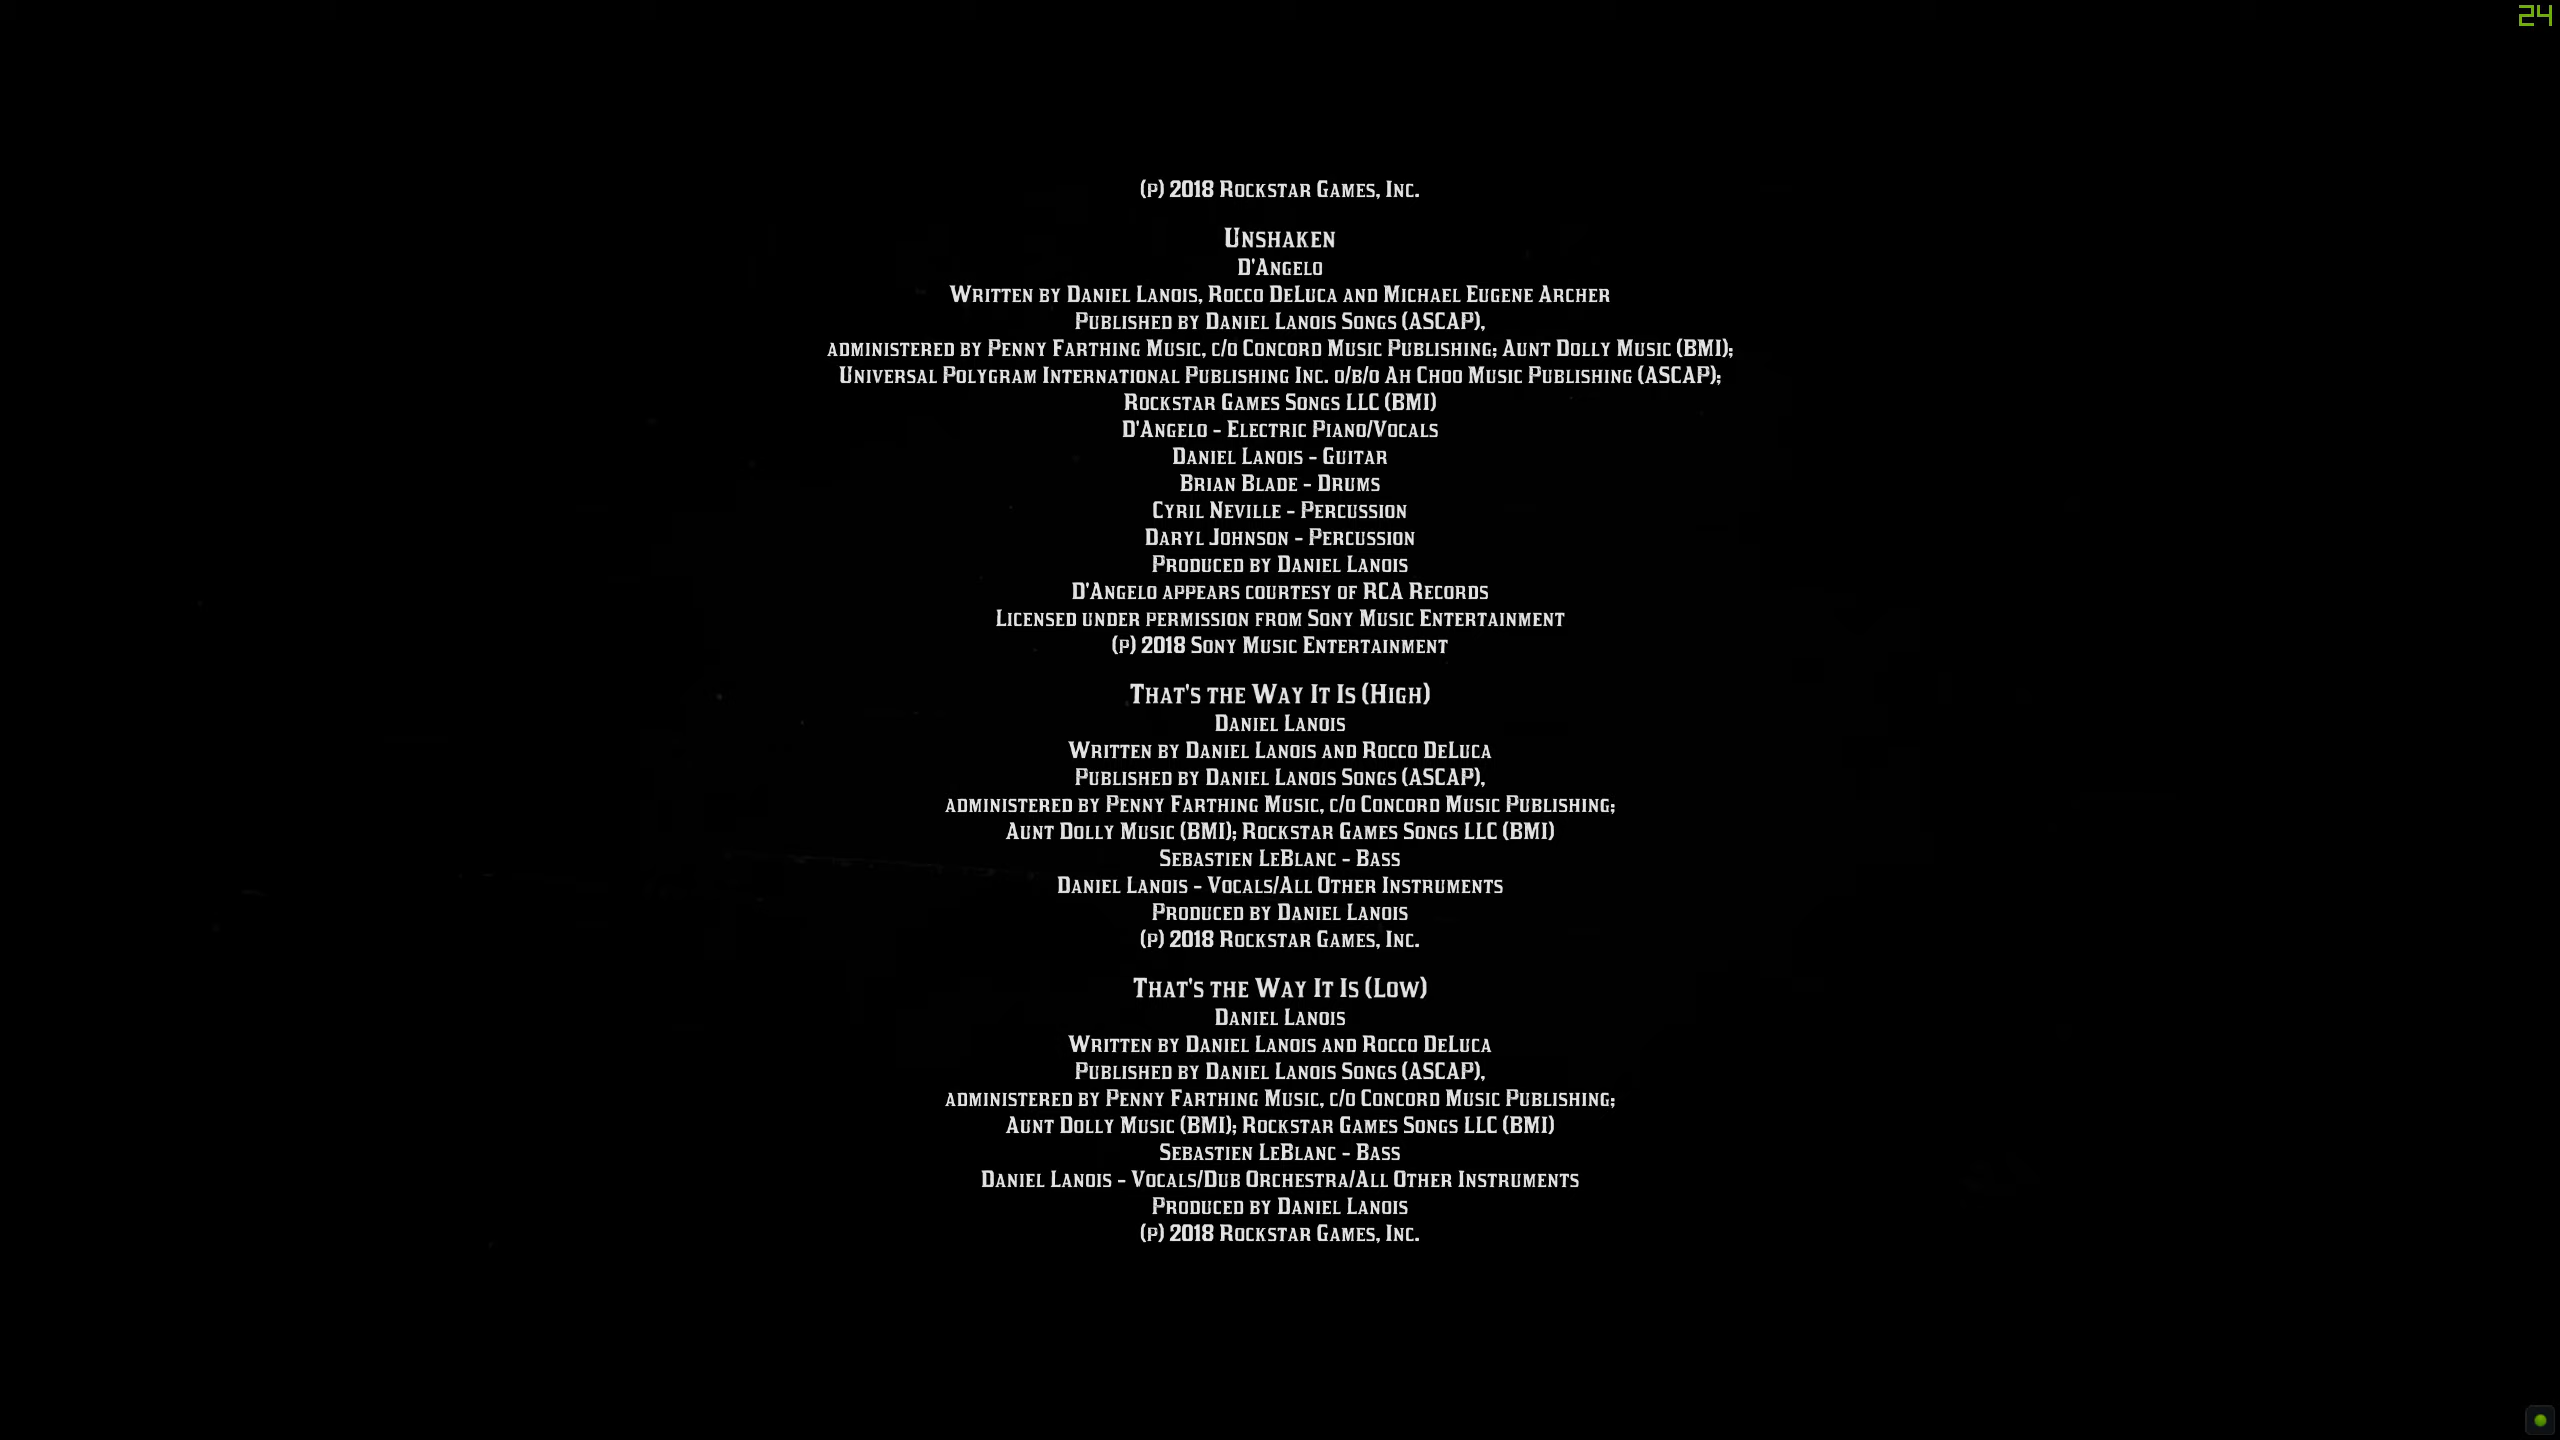 24
(P) 2018 Rockstar Games, Inc.
Unshaken
D'Angelo
Written by Daniel Lanois, Rocco DeLuca and Michael Eugene Archer
Published by Daniel Lanois Songs (ASCAP),
administered by Penny Farthing Music, c/o Concord Music Publishing; Aunt Dolly Music (BMI);
Universal Polygram International Publishing Inc. o/b/o Ah Choo Music Publishing (ASCAP);
Rockstar Games Songs LLC (BMI)
D'Angelo - Electric Piano/Vocals
Daniel Lanois - Guitar
Brian Blade - Drums
Cyril Neville - Percussion
Daryl Johnson - Percussion
Produced by Daniel Lanois
D'Angelo appears courtesy of RCA Records
Licensed under permission from Sony Music Entertainment
(P) 2018 Sony Music Entertainment
That's the Way It Is (High)
Daniel Lanois
Written by Daniel Lanois and Rocco DeLuca
Published by Daniel Lanois Songs (ASCAP),
administered by Penny Farthing Music, c/o Concord Music Publishing;
Aunt Dolly Music (BMI); Rockstar Games Songs LLC (BMI)
Sebastien LeBlanc - Bass
Daniel Lanois - Vocals/All Other Instruments
Produced by Daniel Lanois
(P) 2018 Rockstar Games, Inc.
That's the Way It Is (Low)
Daniel Lanois
Written by Daniel Lanois and Rocco DeLuca
Published by Daniel Lanois Songs (ASCAP),
administered by Penny Farthing Music, c/o Concord Music Publishing;
Aunt Dolly Music (BMI); Rockstar Games Songs LLC (BMI)
Sebastien LeBlanc - Bass
Daniel Lanois - Vocals/Dub Orchestra/All Other Instruments
Produced by Daniel Lanois
(P) 2018 Rockstar Games, Inc.